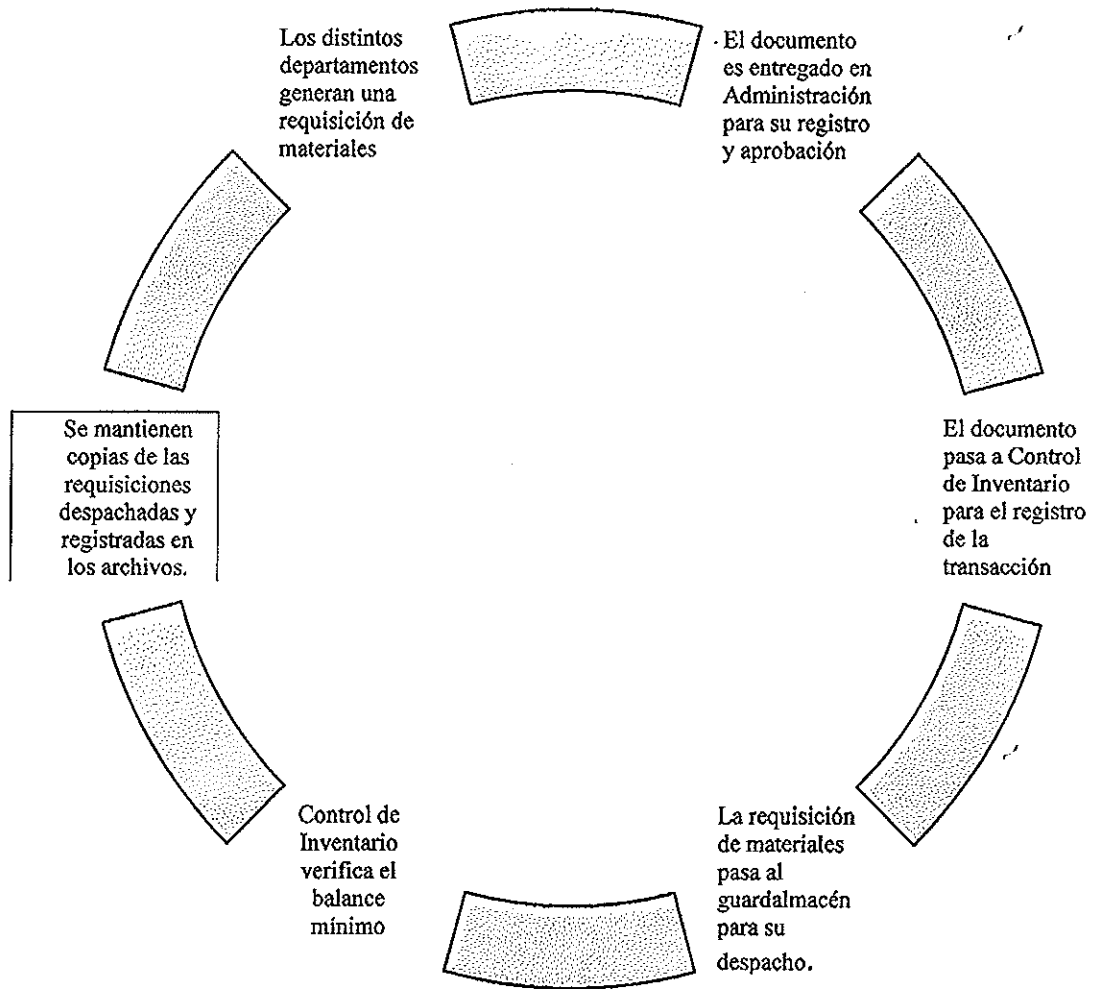 Los distintos
departamentos
generan una
requisición de
materiales
El documento
es entregado en
Administración
para su registro
y aprobación
El documento
pasa a Control
de Inventario
para el registro
de la
transacción
La requisición
de materiales
pasa al
guardalmacén
para su
despacho.
Control de
Inventario
verifica el
balance
mínimo
Se mantienen
copias de las
requisiciones
despachadas y
registradas en
los archivos.